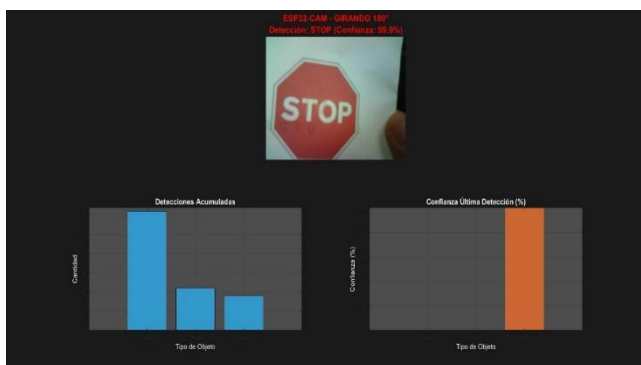 ESP32-CAM - GIRANDO 180°
Detección: STOP (Confianza: 99.9%)
STOP
Detecciones Acumuladas
Cantidad
Tipo de Objeto
Confianza Última Detección (%)
Confianza (%)
Tipo de Objeto